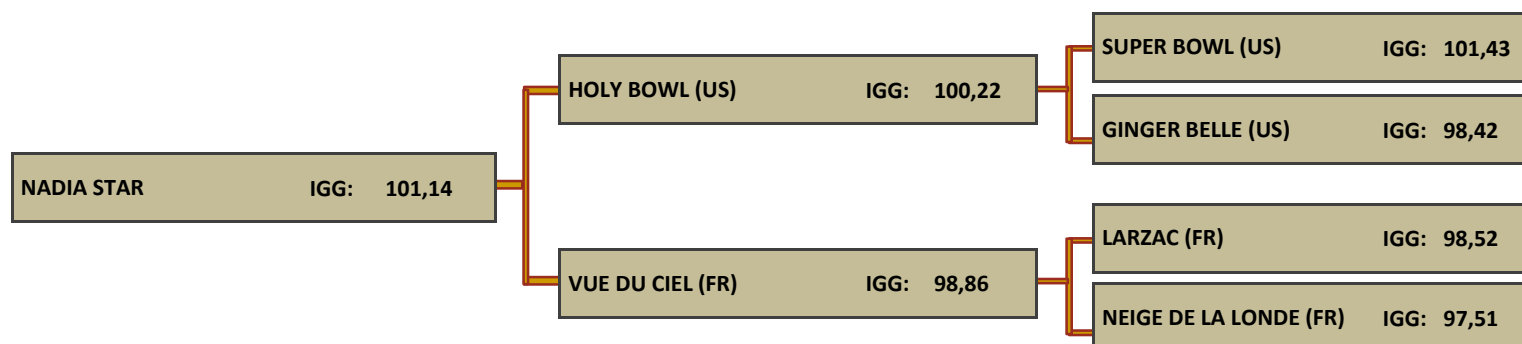 SUPER BOWL (US) IGG: 101,43
HOLY BOWL (US) IGG: 100,22
GINGER BELLE (US) IGG: 98,42
NADIA STAR IGG: 101,14
LARZAC (FR) IGG: 98,52
VUE DU CIEL (FR) IGG: 98,86
NEIGE DE LA LONDE (FR) IGG: 97,51